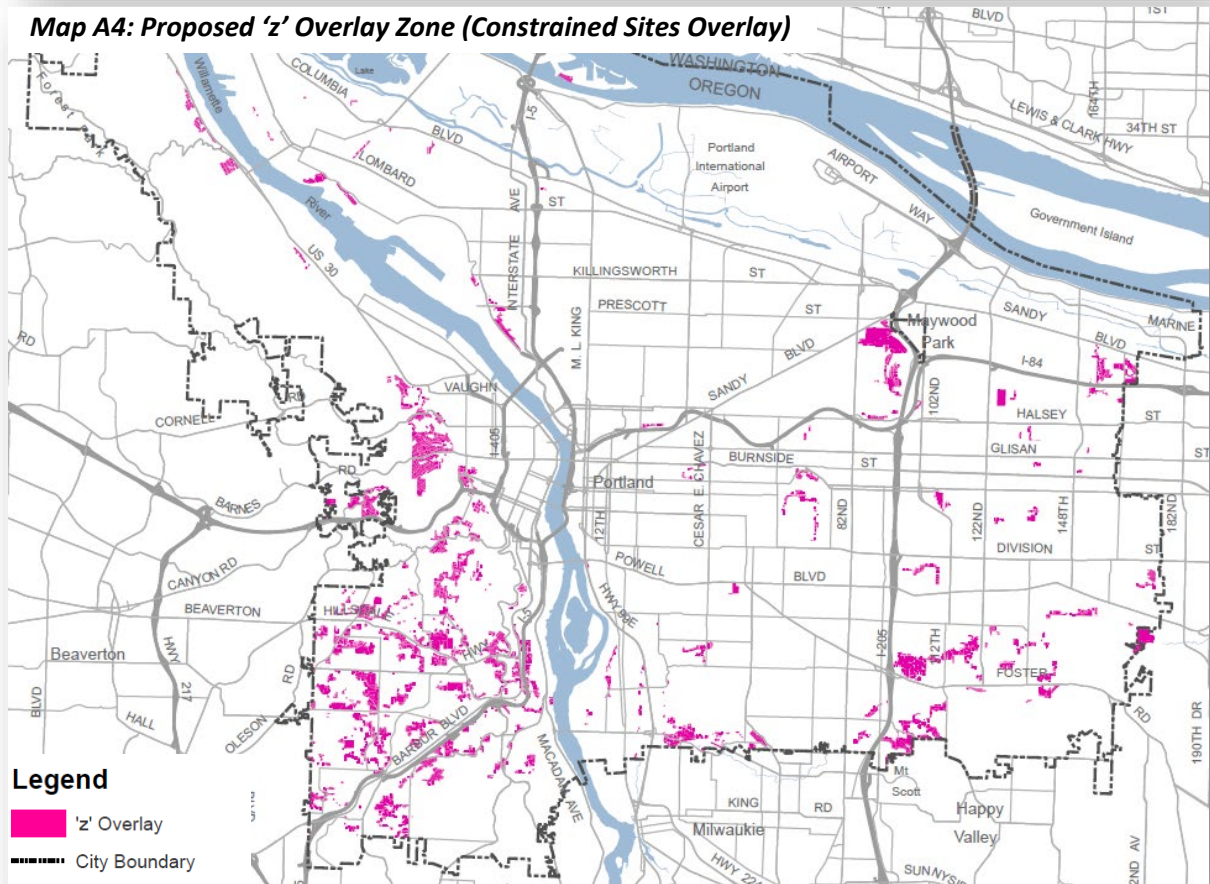 Map A4: Proposed ‘z’ Overlay Zone (Constrained Sites Overlay)
BLVD
1ST
WASHINGTON
OREGON
Forest Park
Willamette
River
COLUMBIA
BLVD
Lake
I-5
164TH
LEWIS & CLARK HWY
34TH ST
Portland
International
Airport
AIRPORT
WAY
Government Island
LOMBARD
ST
INTERSTATE AVE
US 30
KILLINGSWORTH
ST
PRESCOTT
ST
M. L KING
SANDY
BLVD
Maywood
Park
SANDY
BLVD
MARINE
I-84
RD
VAUGHN
SANDY
BLVD
102ND
CORNELL
RD
I-405
HALSEY
ST
GLISAN
ST
BURNSIDE
ST
CESAR E. CHAVEZ
Portland
RD
BARNES
12TH
82ND
122ND
148TH
182ND
DIVISION
ST
CANYON RD
POWELL
BLVD
BEAVERTON
HILLSDALE
HWY
HWY 99E
I-5
Beaverton
HWY
217
RD
I-205
112TH
FOSTER
RD
BLVD
HALL
OLESON
BARBUR BLVD
MACADAM AVE
190TH DR
Mt
Scott
KING
RD
Milwaukie
Happy
Valley
HWY 224
SUNNYSIDE
2ND AV
Legend
'z' Overlay
City Boundary